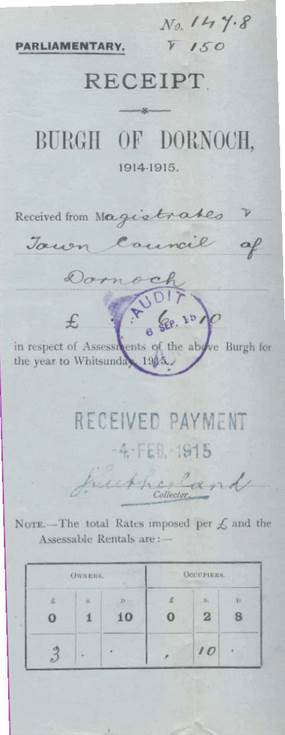 No. 147.8
PARLIAMENTARY. & 150
RECEIPT.
BURGH OF DORNOCH,
1914-1915.
Received from Magistrates &
Town Council of
Dornoch
£ 6 10
AUDIT
6 SEP. 15
in respect of Assessments of the above Burgh for
the year to Whitsunday, 1915.
RECEIVED PAYMENT
-4-FEB.-1915
Sutherland
Collector.
NOTE.—The total Rates imposed per £ and the
Assessable Rentals are:—
OWNERS. OCCUPIERS.
£ S. D. £ S. D.
0 1 10 0 2 8
3 . . , 10 .